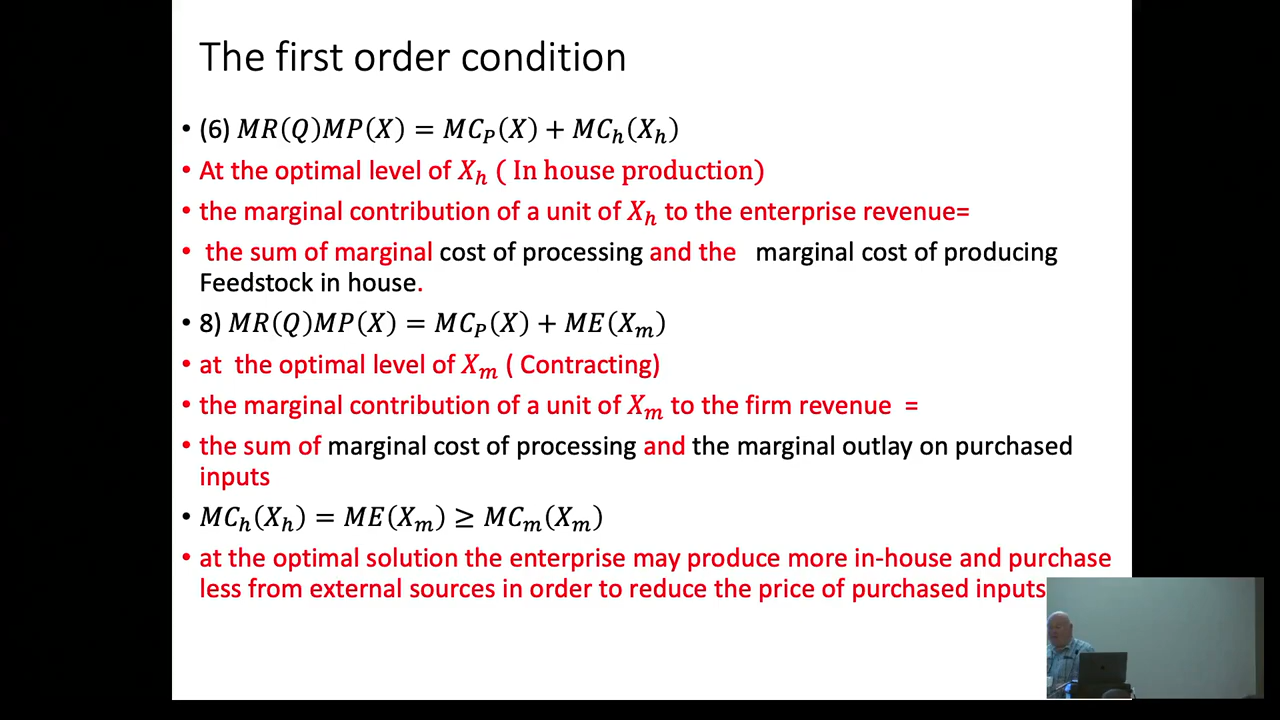 The first order condition
• (6) MR(Q)MP(X) = MC_P(X) + MC_h(X_h)
• At the optimal level of X_h ( In house production)
• the marginal contribution of a unit of X_h to the enterprise revenue=
• the sum of marginal cost of processing and the marginal cost of producing
Feedstock in house.
• 8) MR(Q)MP(X) = MC_P(X) + ME(X_m)
• at the optimal level of X_m ( Contracting)
• the marginal contribution of a unit of X_m to the firm revenue =
• the sum of marginal cost of processing and the marginal outlay on purchased
inputs
• MC_h(X_h) = ME(X_m) ≥ MC_m(X_m)
• at the optimal solution the enterprise may produce more in-house and purchase
less from external sources in order to reduce the price of purchased inputs